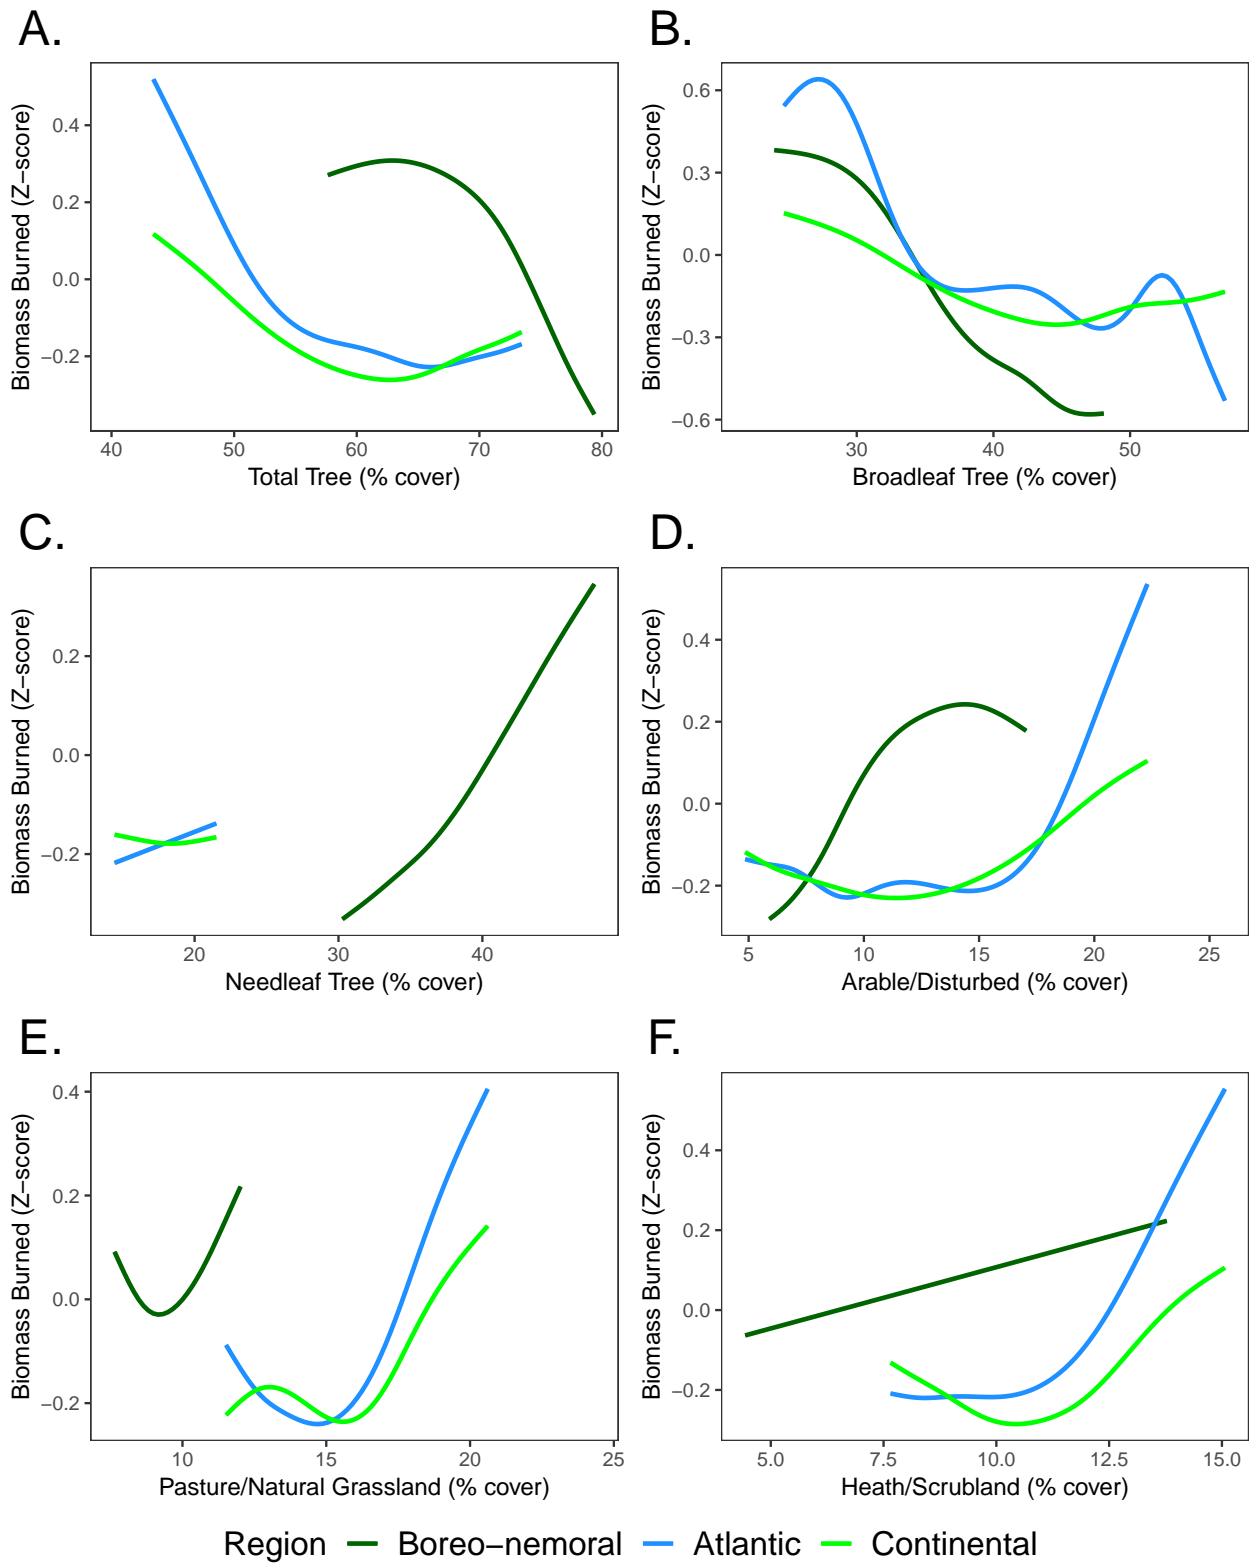 A.
Biomass Burned (Z−score)
0.4
0.2
0.0
−0.2
40 50 60 70 80
Total Tree (% cover)
B.
Biomass Burned (Z−score)
0.6
0.3
0.0
−0.3
−0.6
30 40 50
Broadleaf Tree (% cover)
C.
Biomass Burned (Z−score)
0.2
0.0
−0.2
20 30 40
Needleaf Tree (% cover)
D.
Biomass Burned (Z−score)
0.4
0.2
0.0
−0.2
5 10 15 20 25
Arable/Disturbed (% cover)
E.
Biomass Burned (Z−score)
0.4
0.2
0.0
−0.2
10 15 20 25
Pasture/Natural Grassland (% cover)
F.
Biomass Burned (Z−score)
0.4
0.2
0.0
−0.2
5.0 7.5 10.0 12.5 15.0
Heath/Scrubland (% cover)
Region Boreo−nemoral Atlantic Continental